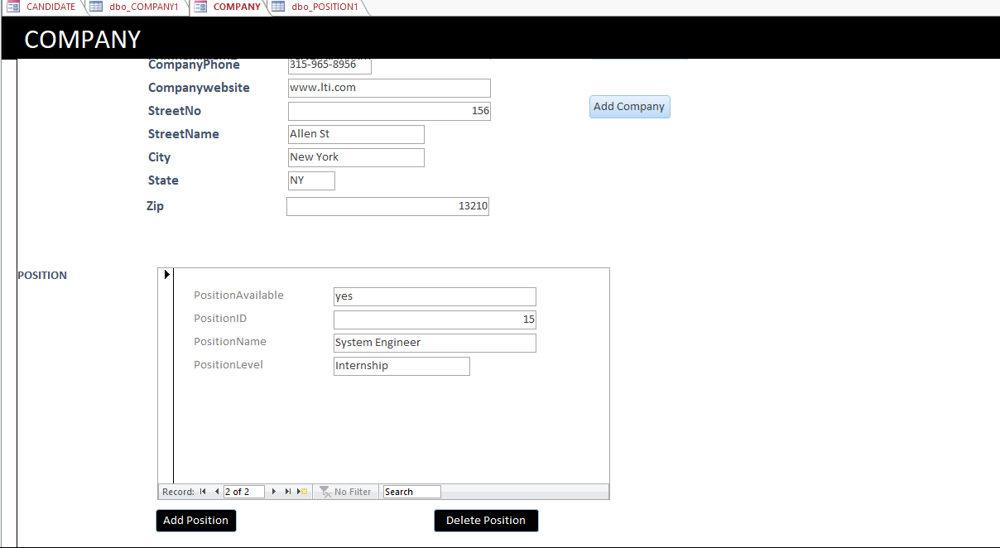 CANDIDATE dbo_COMPANY1 COMPANY dbo_POSITION1
COMPANY
CompanyPhone 315-965-8956
Companywebsite www.lti.com
StreetNo 156
Add Company
StreetName Allen St
City New York
State NY
Zip 13210
POSITION
PositionAvailable yes
PositionID 15
PositionName System Engineer
PositionLevel Internship
Record: 2 of 2 No Filter Search
Add Position Delete Position